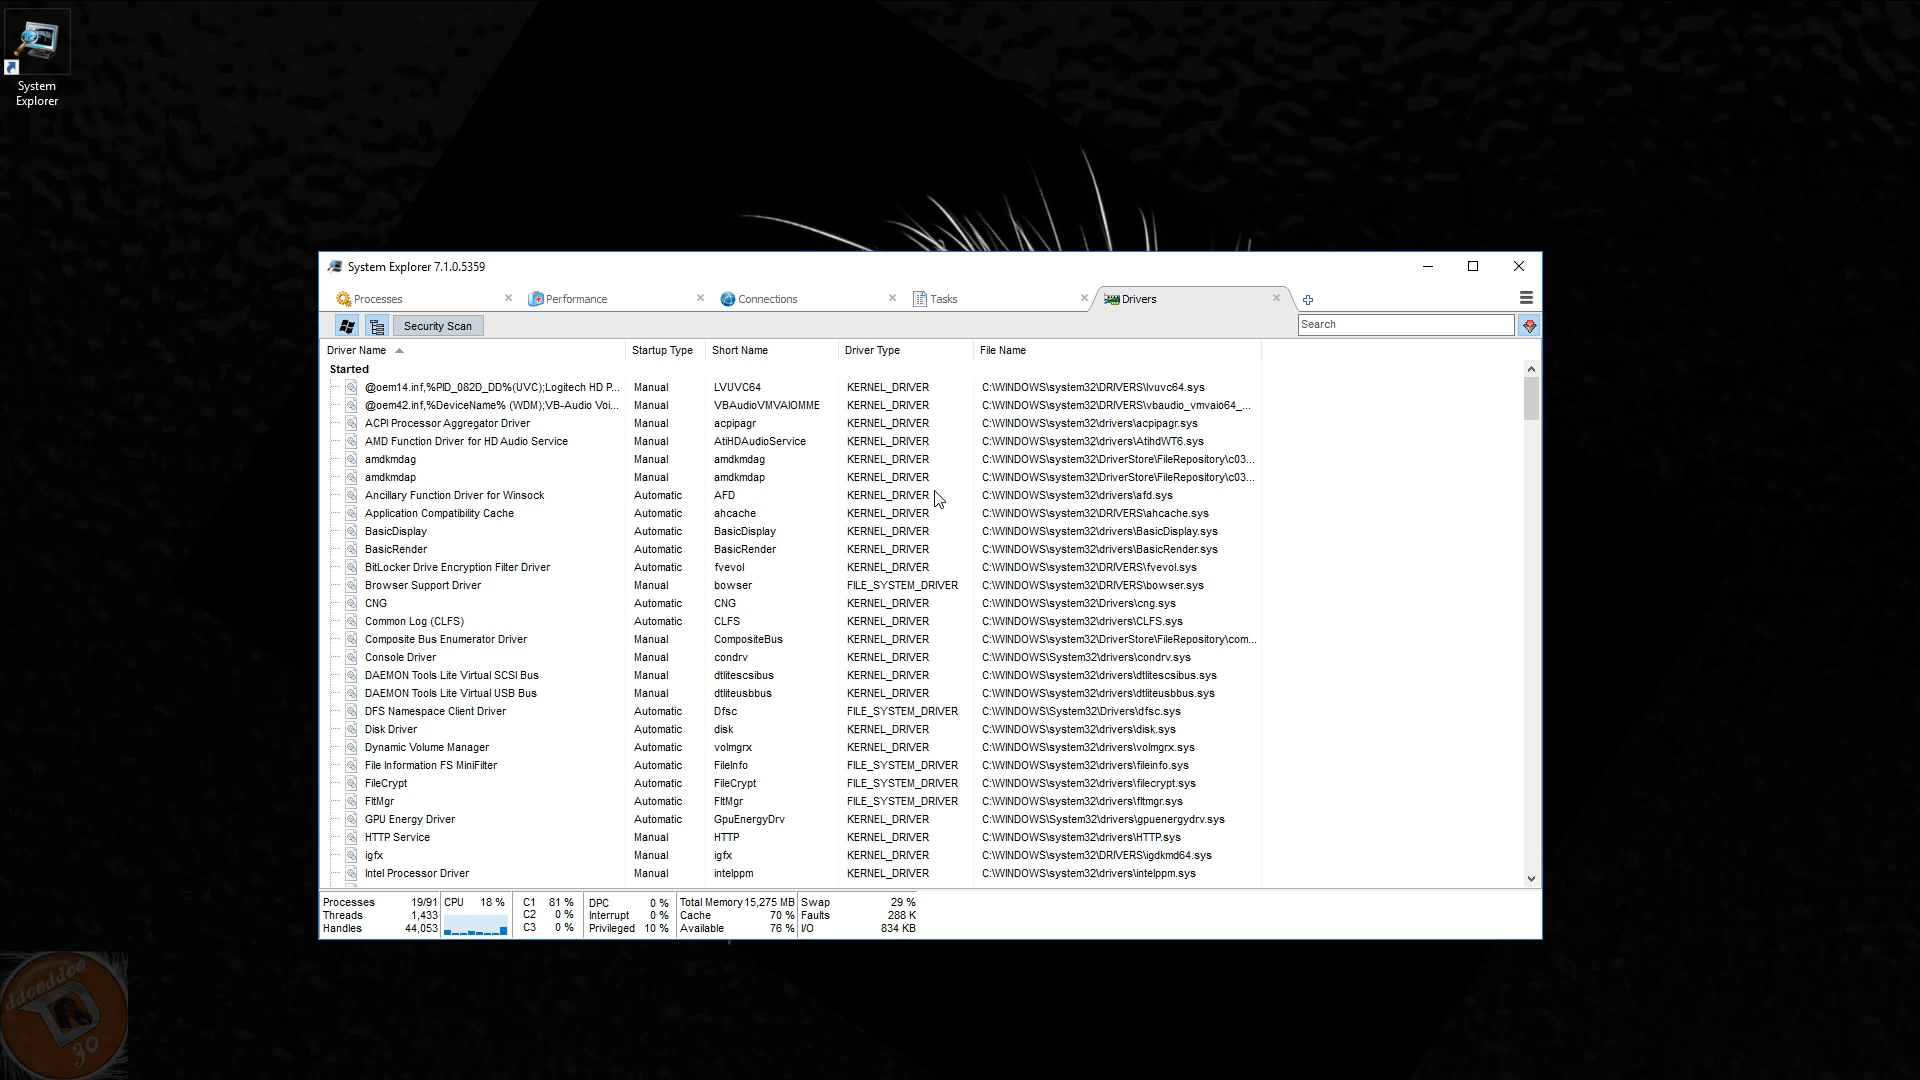 System
Explorer
System Explorer 7.1.0.5359
Processes Performance Connections Tasks Drivers
Security Scan Search
Driver Name Startup Type Short Name Driver Type File Name
Started
@oem14.inf,%PID_082D_DD%(UVC);Logitech HD P... Manual LVUVC64 KERNEL_DRIVER C:\WINDOWS\system32\DRIVERS\lvuvc64.sys
@oem42.inf,%DeviceName% (WDM);VB-Audio Voi... Manual VBAudioVMVAIOMME KERNEL_DRIVER C:\WINDOWS\system32\DRIVERS\vbaudio_vmvaio64_...
ACPI Processor Aggregator Driver Manual acpipagr KERNEL_DRIVER C:\WINDOWS\system32\drivers\acpipagr.sys
AMD Function Driver for HD Audio Service Manual AtiHDAudioService KERNEL_DRIVER C:\WINDOWS\system32\drivers\AtihdWT6.sys
amdkmdag Manual amdkmdag KERNEL_DRIVER C:\WINDOWS\system32\DriverStore\FileRepository\c03...
amdkmdap Manual amdkmdap KERNEL_DRIVER C:\WINDOWS\system32\DriverStore\FileRepository\c03...
Ancillary Function Driver for Winsock Automatic AFD KERNEL_DRIVER C:\WINDOWS\system32\drivers\afd.sys
Application Compatibility Cache Automatic ahcache KERNEL_DRIVER C:\WINDOWS\system32\DRIVERS\ahcache.sys
BasicDisplay Automatic BasicDisplay KERNEL_DRIVER C:\WINDOWS\system32\drivers\BasicDisplay.sys
BasicRender Automatic BasicRender KERNEL_DRIVER C:\WINDOWS\system32\drivers\BasicRender.sys
BitLocker Drive Encryption Filter Driver Automatic fvevol KERNEL_DRIVER C:\WINDOWS\system32\DRIVERS\fvevol.sys
Browser Support Driver Manual bowser FILE_SYSTEM_DRIVER C:\WINDOWS\system32\DRIVERS\bowser.sys
CNG Automatic CNG KERNEL_DRIVER C:\WINDOWS\system32\Drivers\cng.sys
Common Log (CLFS) Automatic CLFS KERNEL_DRIVER C:\WINDOWS\system32\drivers\CLFS.sys
Composite Bus Enumerator Driver Manual CompositeBus KERNEL_DRIVER C:\WINDOWS\system32\DriverStore\FileRepository\com...
Console Driver Manual condrv KERNEL_DRIVER C:\WINDOWS\System32\drivers\condrv.sys
DAEMON Tools Lite Virtual SCSI Bus Manual dtlitescsibus KERNEL_DRIVER C:\WINDOWS\System32\drivers\dtlitescsibus.sys
DAEMON Tools Lite Virtual USB Bus Manual dtliteusbbus KERNEL_DRIVER C:\WINDOWS\System32\drivers\dtliteusbbus.sys
DFS Namespace Client Driver Automatic Dfsc FILE_SYSTEM_DRIVER C:\WINDOWS\System32\Drivers\dfsc.sys
Disk Driver Automatic disk KERNEL_DRIVER C:\WINDOWS\system32\drivers\disk.sys
Dynamic Volume Manager Automatic volmgrx KERNEL_DRIVER C:\WINDOWS\System32\drivers\volmgrx.sys
File Information FS MiniFilter Automatic FileInfo FILE_SYSTEM_DRIVER C:\WINDOWS\system32\drivers\fileinfo.sys
FileCrypt Automatic FileCrypt FILE_SYSTEM_DRIVER C:\WINDOWS\system32\drivers\filecrypt.sys
FltMgr Automatic FltMgr FILE_SYSTEM_DRIVER C:\WINDOWS\system32\drivers\fltmgr.sys
GPU Energy Driver Automatic GpuEnergyDrv KERNEL_DRIVER C:\WINDOWS\System32\drivers\gpuenergydrv.sys
HTTP Service Manual HTTP KERNEL_DRIVER C:\WINDOWS\system32\drivers\HTTP.sys
igfx Manual igfx KERNEL_DRIVER C:\WINDOWS\system32\DRIVERS\igdkmd64.sys
Intel Processor Driver Manual intelppm KERNEL_DRIVER C:\WINDOWS\system32\drivers\intelppm.sys
Processes 19/91 CPU 18 % C1 81 % DPC 0 % Total Memory 15,275 MB Swap 29 %
Threads 1,433 C2 0 % Interrupt 0 % Cache 70 % Faults 288 K
Handles 44,053 C3 0 % Privileged 10 % Available 76 % I/O 834 KB
ddooddoo
30